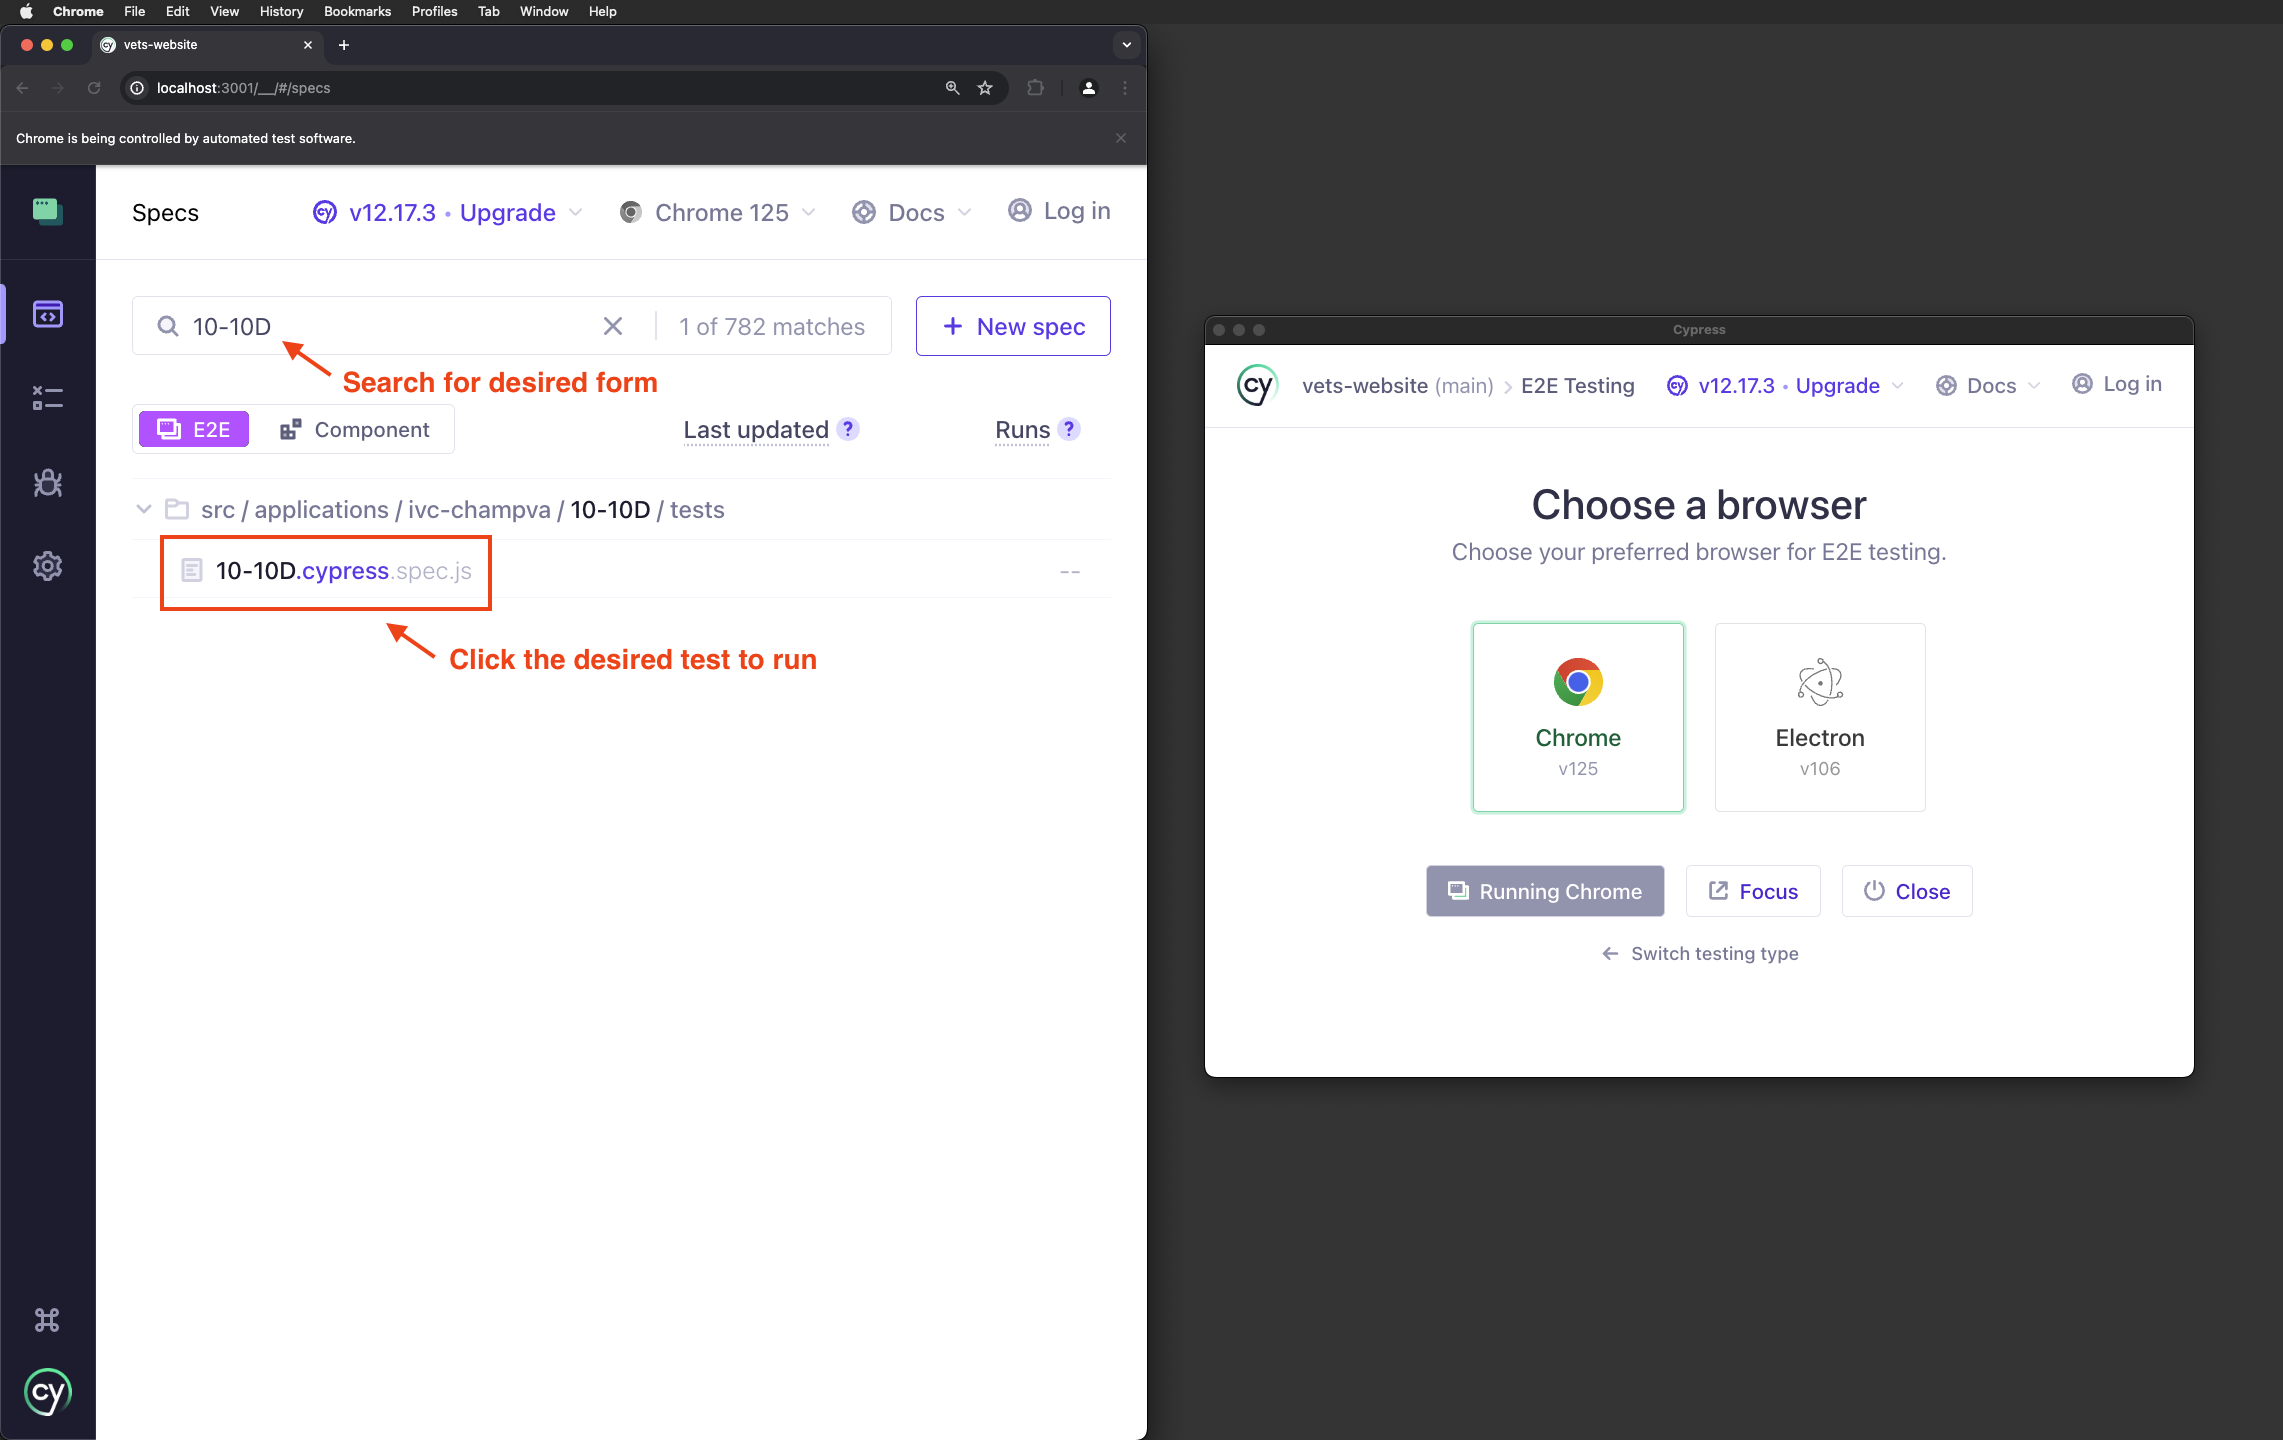 Chrome File Edit View History Bookmarks Profiles Tab Window Help
vets-website
localhost:3001/__/#/specs
Chrome is being controlled by automated test software.
Specs
v12.17.3 • Upgrade
Chrome 125
Docs
Log in
10-10D
1 of 782 matches
+ New spec
Search for desired form
E2E
Component
Last updated ?
Runs ?
src / applications / ivc-champva / 10-10D / tests
10-10D.cypress.spec.js
--
Click the desired test to run
cy
Cypress
cy
vets-website (main) > E2E Testing
v12.17.3 • Upgrade
Docs
Log in
Choose a browser
Choose your preferred browser for E2E testing.
Chrome
v125
Electron
v106
Running Chrome
Focus
Close
← Switch testing type